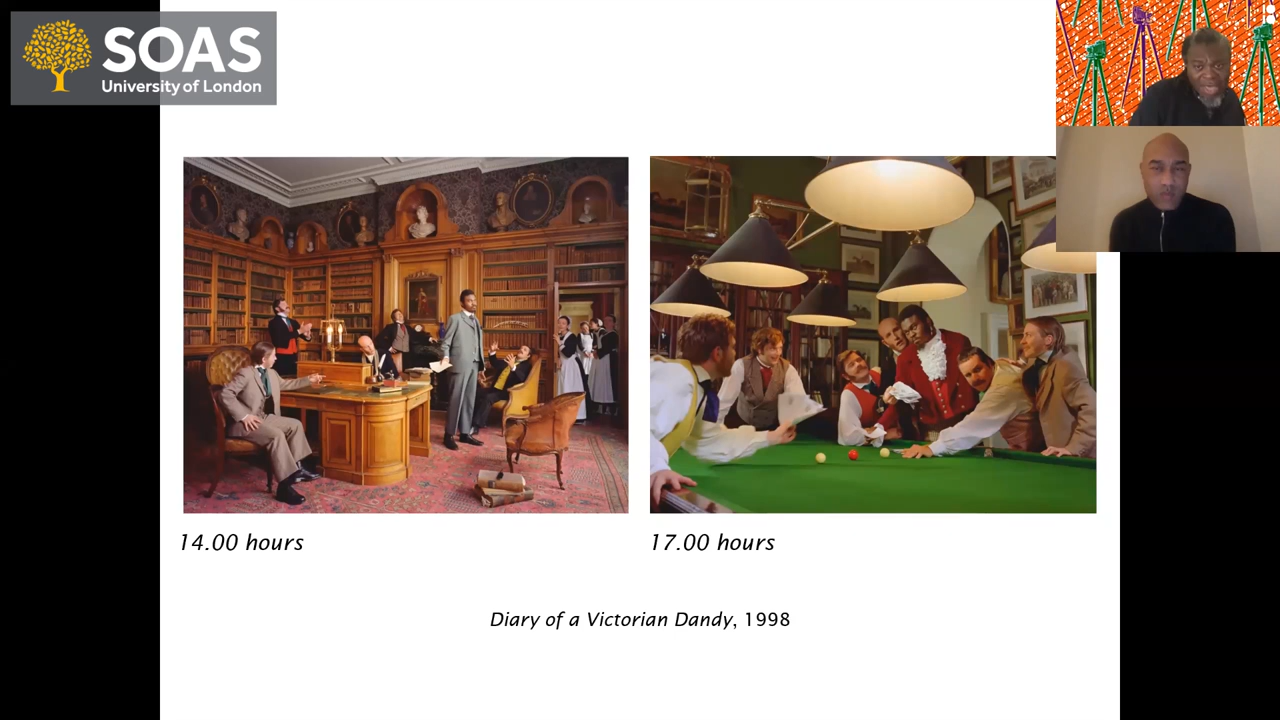 SOAS
University of London
14.00 hours
17.00 hours
Diary of a Victorian Dandy, 1998